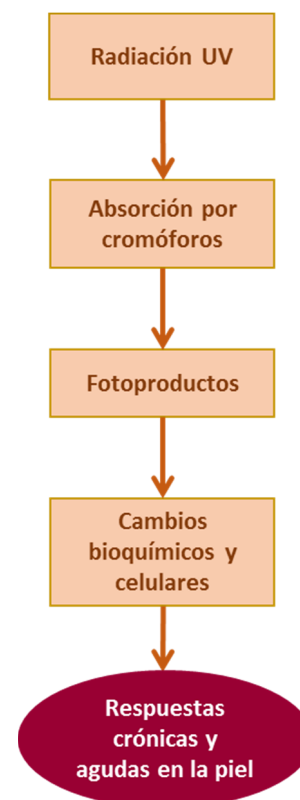 Radiación UV
Absorción por
cromóforos
Fotoproductos
Cambios
bioquímicos y
celulares
Respuestas
crónicas y
agudas en la piel